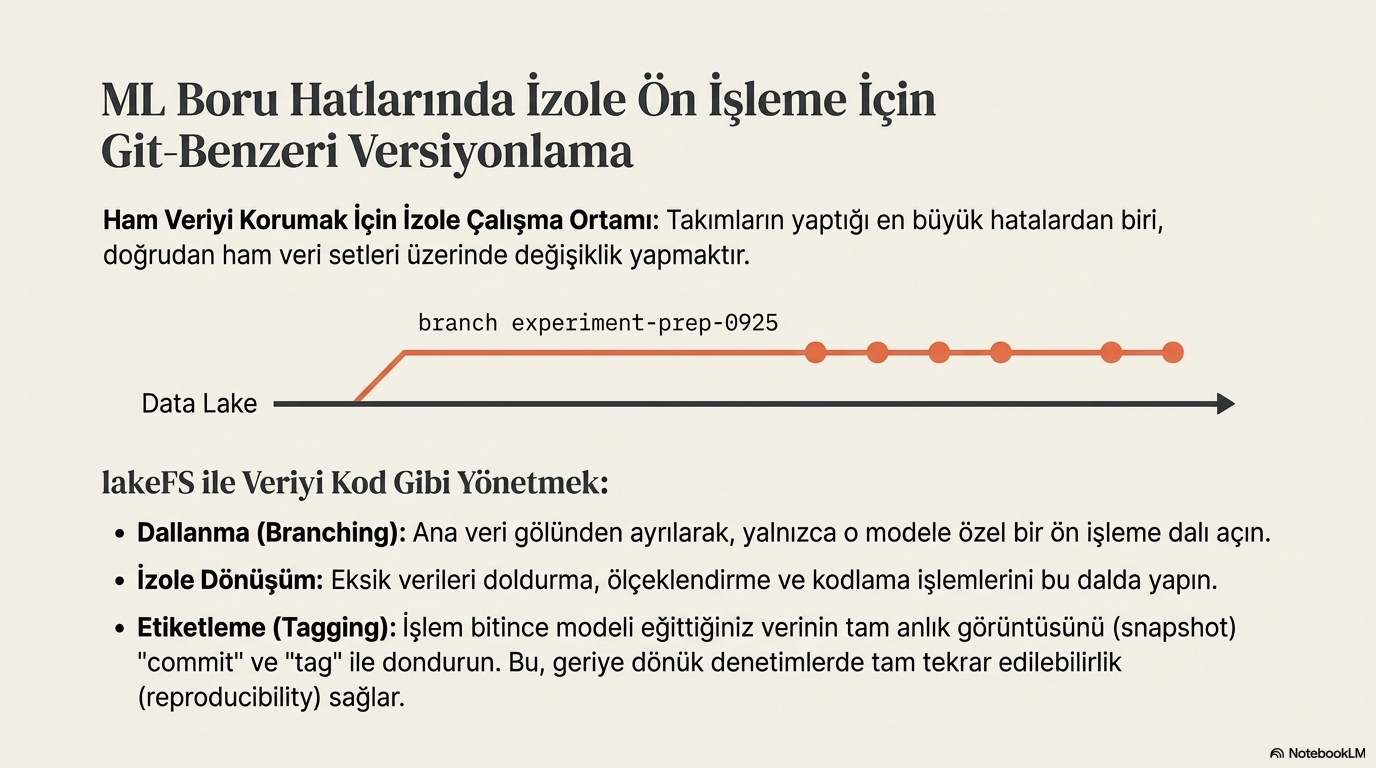 ML Boru Hatlarında İzole Ön İşleme İçin
Git-Benzeri Versiyonlama
Ham Veriyi Korumak İçin İzole Çalışma Ortamı: Takımların yaptığı en büyük hatalardan biri,
doğrudan ham veri setleri üzerinde değişiklik yapmaktır.
branch experiment-prep-0925
Data Lake
lakeFS ile Veriyi Kod Gibi Yönetmek:
• Dallanma (Branching): Ana veri gölünden ayrılarak, yalnızca o modele özel bir ön işleme dalı açın.
• İzole Dönüşüm: Eksik verileri doldurma, ölçeklendirme ve kodlama işlemlerini bu dalda yapın.
• Etiketleme (Tagging): İşlem bitince modeli eğittiğiniz verinin tam anlık görüntüsünü (snapshot)
"commit" ve "tag" ile dondurun. Bu, geriye dönük denetimlerde tam tekrar edilebilirlik
(reproducibility) sağlar.
NotebookLM